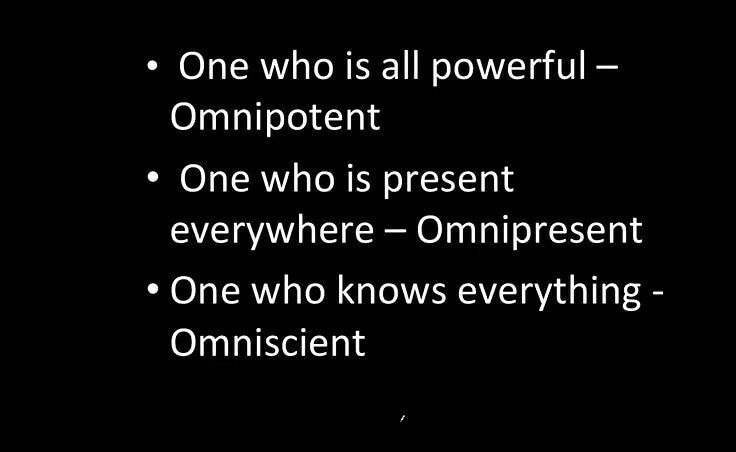 • One who is all powerful –
Omnipotent
• One who is present
everywhere – Omnipresent
• One who knows everything -
Omniscient